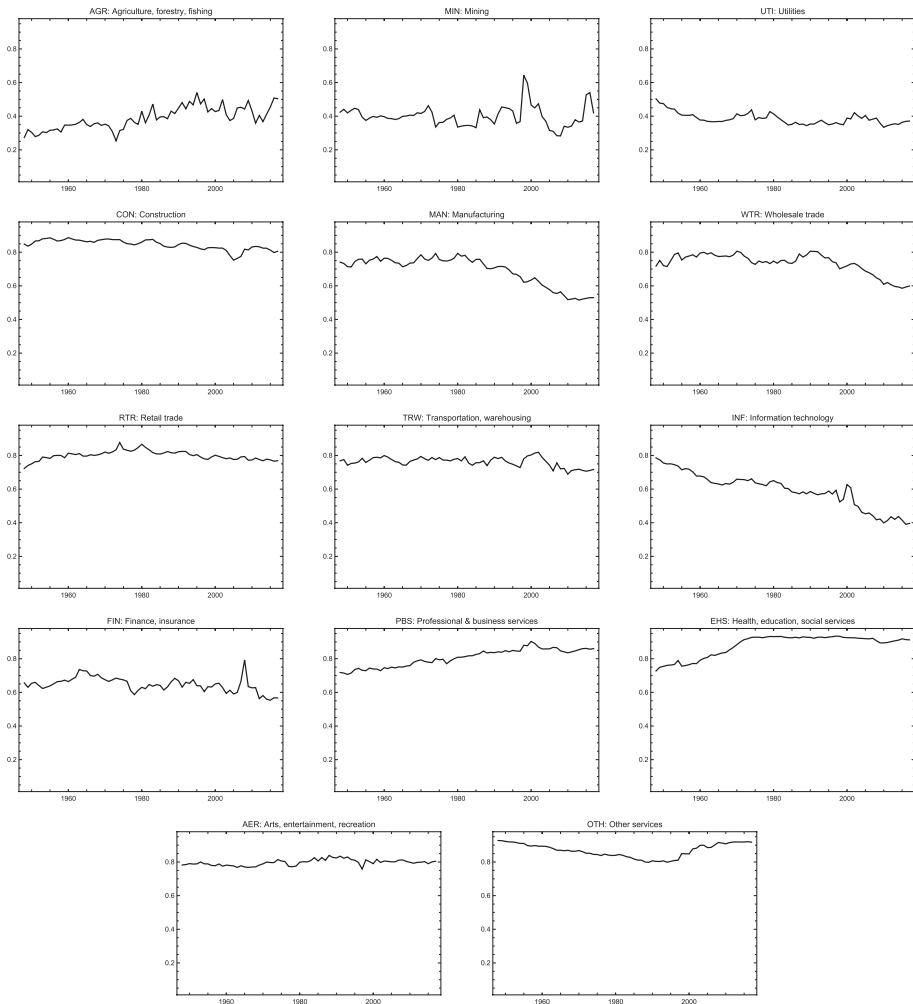 AGR: Agriculture, forestry, fishing
0.8
0.6
0.4
0.2
1960 1980 2000
MIN: Mining
0.8
0.6
0.4
0.2
1960 1980 2000
UTI: Utilities
0.8
0.6
0.4
0.2
1960 1980 2000
CON: Construction
0.8
0.6
0.4
0.2
1960 1980 2000
MAN: Manufacturing
0.8
0.6
0.4
0.2
1960 1980 2000
WTR: Wholesale trade
0.8
0.6
0.4
0.2
1960 1980 2000
RTR: Retail trade
0.8
0.6
0.4
0.2
1960 1980 2000
TRW: Transportation, warehousing
0.8
0.6
0.4
0.2
1960 1980 2000
INF: Information technology
0.8
0.6
0.4
0.2
1960 1980 2000
FIN: Finance, insurance
0.8
0.6
0.4
0.2
1960 1980 2000
PBS: Professional & business services
0.8
0.6
0.4
0.2
1960 1980 2000
EHS: Health, education, social services
0.8
0.6
0.4
0.2
1960 1980 2000
AER: Arts, entertainment, recreation
0.8
0.6
0.4
0.2
1960 1980 2000
OTH: Other services
0.8
0.6
0.4
0.2
1960 1980 2000